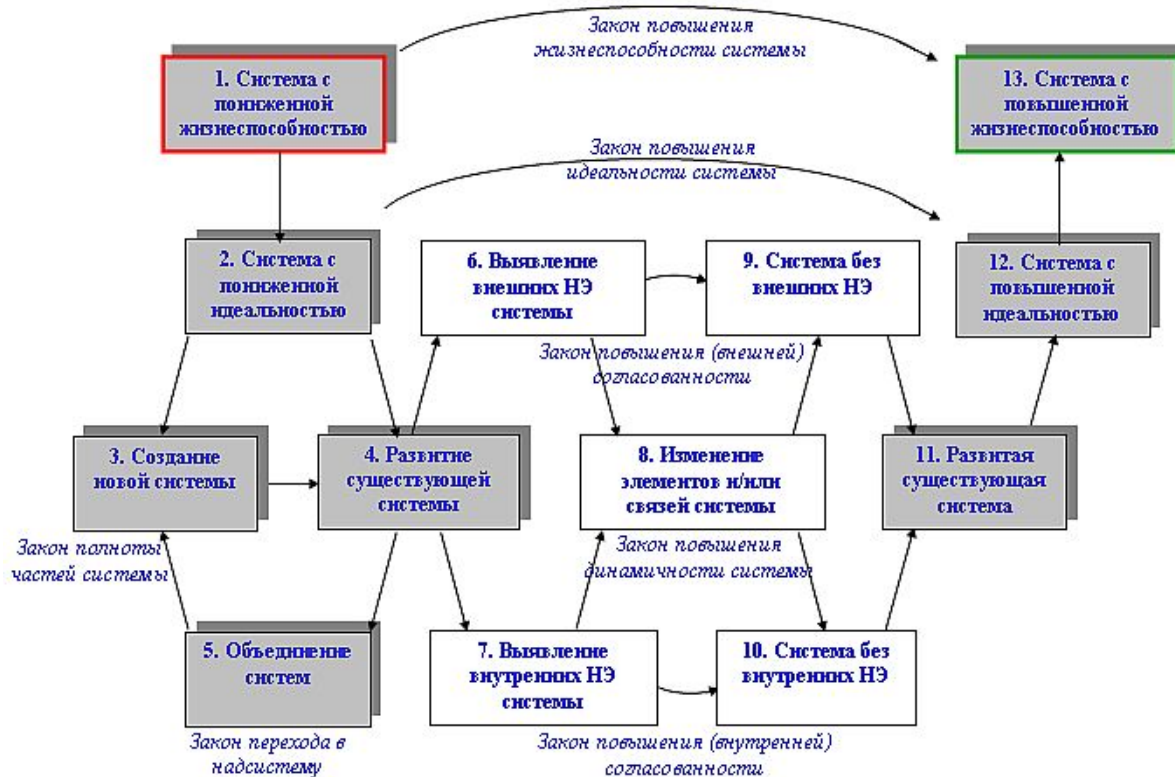 Закон повышения
жизнеспособности системы
1. Система с
пониженной
жизнеспособностью
13. Система с
повышенной
жизнеспособностью
Закон повышения
идеальности системы
2. Система с
пониженной
идеальностью
6. Выявление
внешних НЭ
системы
9. Система без
внешних НЭ
12. Система с
повышенной
идеальностью
Закон повышения (внешней)
согласованности
3. Создание
новой системы
4. Развитие
существующей
системы
8. Изменение
элементов и/или
связей системы
11. Развитая
существующая
система
Закон полноты
частей системы
Закон повышения
динамичности системы
5. Объединение
систем
7. Выявление
внутренних НЭ
системы
10. Система без
внутренних НЭ
Закон перехода в
надсистему
Закон повышения (внутренней)
согласованности